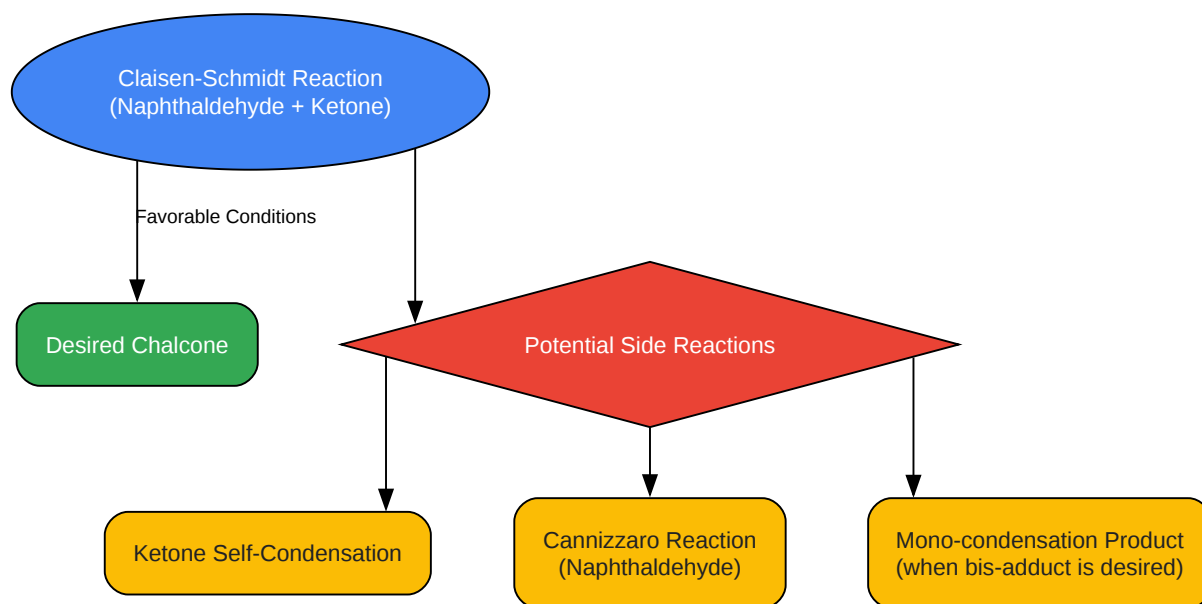 Claisen-Schmidt Reaction
(Naphthaldehyde + Ketone)
Favorable Conditions
Desired Chalcone
Potential Side Reactions
Ketone Self-Condensation
Cannizzaro Reaction
(Naphthaldehyde)
Mono-condensation Product
(when bis-adduct is desired)